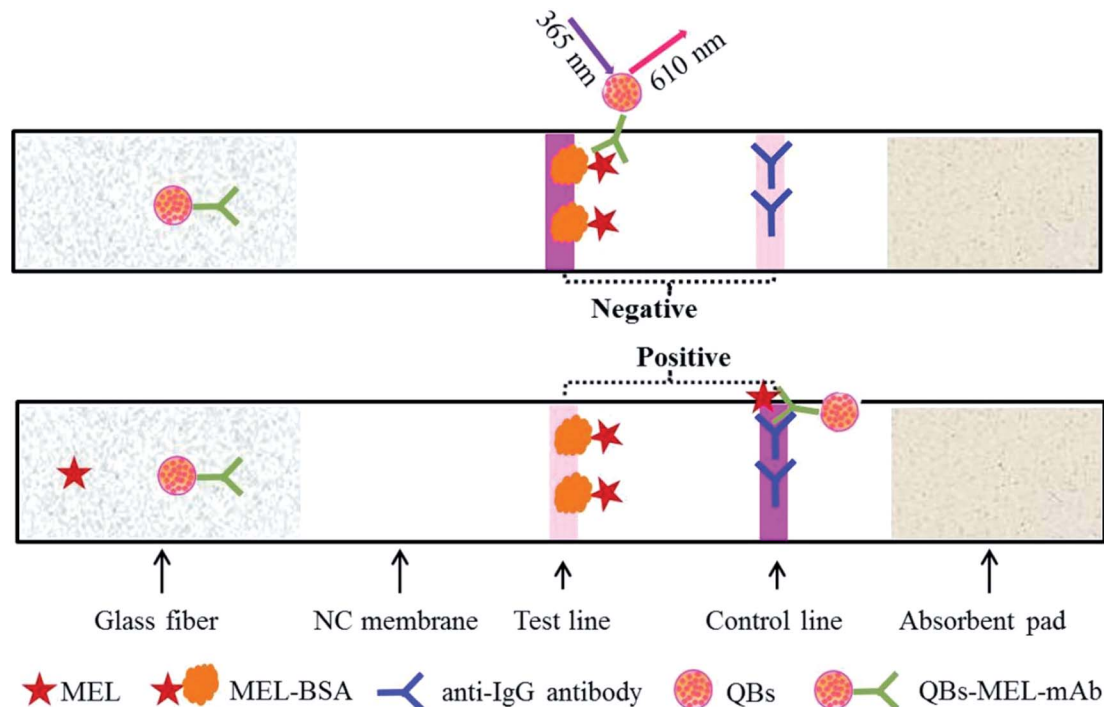 365 nm
610 nm
Negative
Positive
Glass fiber
NC membrane
Test line
Control line
Absorbent pad
MEL
MEL-BSA
anti-IgG antibody
QBs
QBs-MEL-mAb